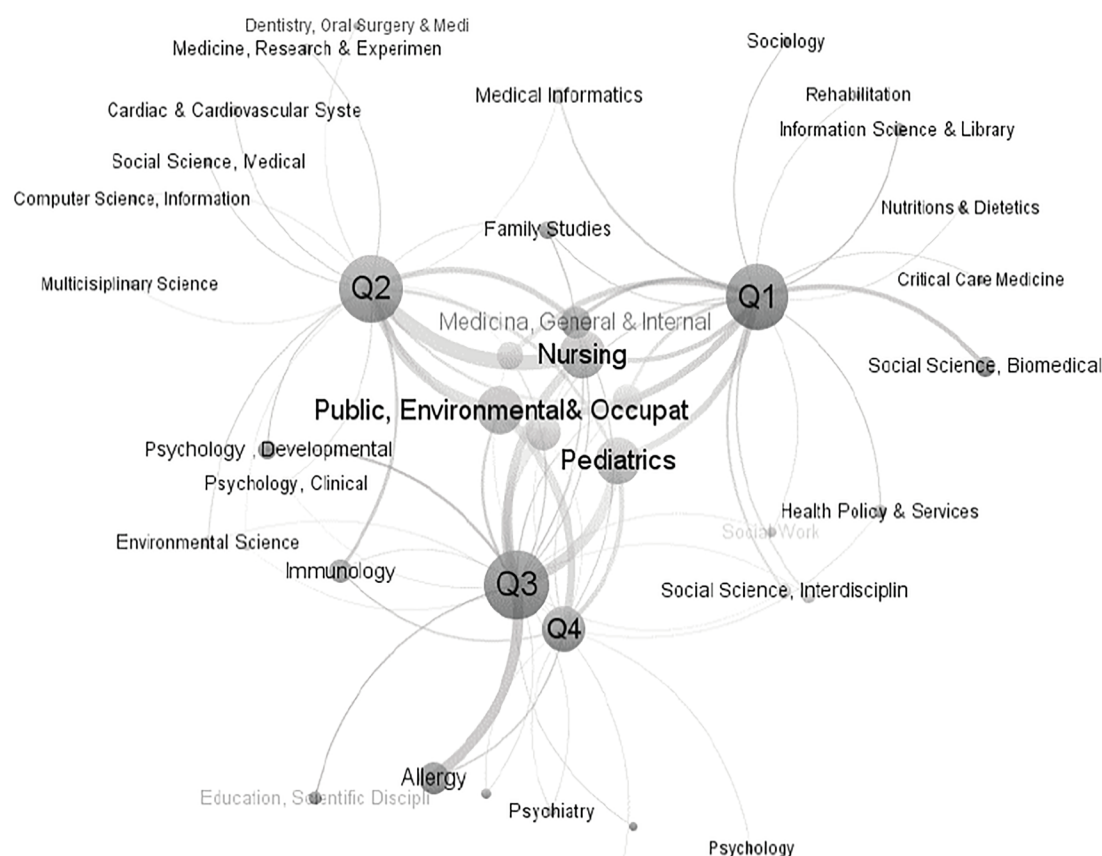 Dentistry, Oral Surgery & Medi
Medicine, Research & Experimen
Sociology
Medical Informatics
Rehabilitation
Cardiac & Cardiovascular Syste
Information Science & Library
Social Science, Medical
Computer Science, Information
Nutritions & Dietetics
Family Studies
Multicisiplinary Science
Critical Care Medicine
Q2
Q1
Medicina, General & Internal
Nursing
Social Science, Biomedical
Public, Environmental& Occupat
Psychology , Developmental
Pediatrics
Psychology, Clinical
Health Policy & Services
Social Work
Environmental Science
Immunology
Q3
Social Science, Interdisciplin
Q4
Allergy
Education, Scientific Discipli
Psychiatry
Psychology